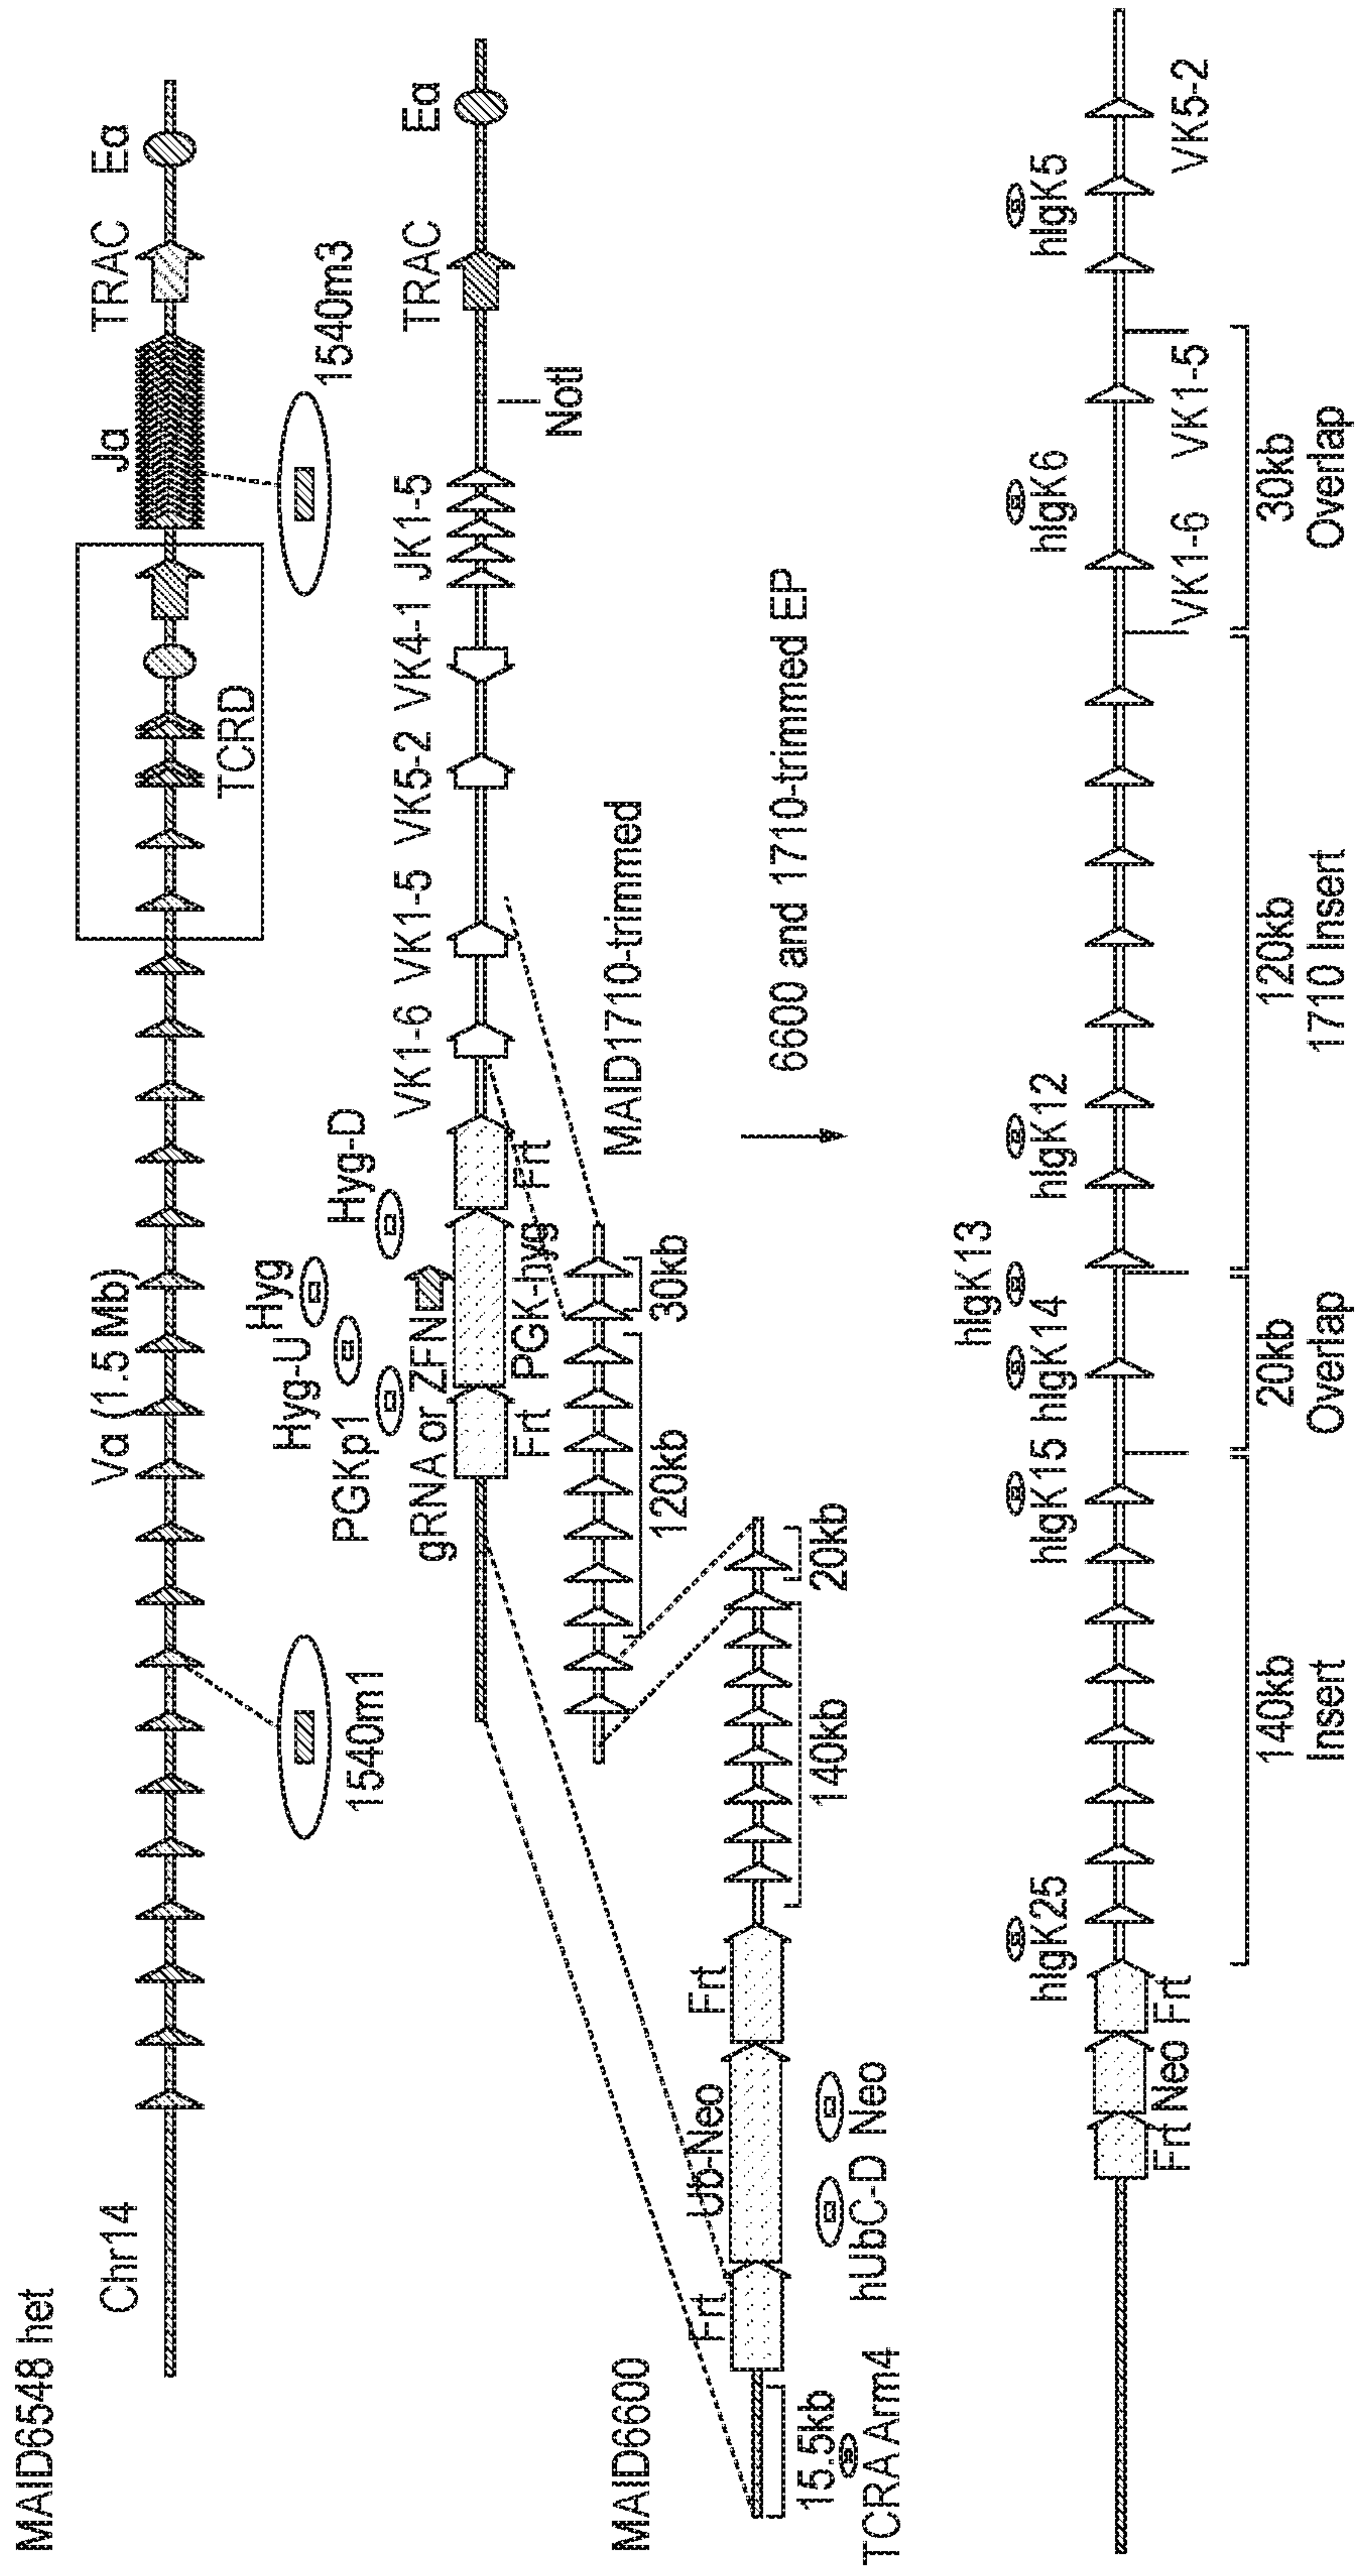 MAID6548 het
Chr14
Vα (1.5 Mb)
Jα
TRAC
Eα
TCRD
1540m1
1540m3
Hyg-U
Hyg
Hyg-D
PGKp1
gRNA or ZFN
VK1-6
VK1-5
VK5-2
VK4-1
JK1-5
TRAC
Eα
Frt
PGK-hyg
Frt
NotI
120kb
30kb
MAID1710-trimmed
MAID6600
Frt
Ub-Neo
Frt
140kb
20kb
15.5kb
TCRA Arm4
hUbC-D
Neo
6600 and 1710-trimmed EP
hIgK25
hIgK15
hIgK14
hIgK13
hIgK12
hIgK6
hIgK5
Frt
Neo
Frt
VK1-6
VK1-5
VK5-2
140kb
Insert
20kb
Overlap
120kb
1710 Insert
30kb
Overlap